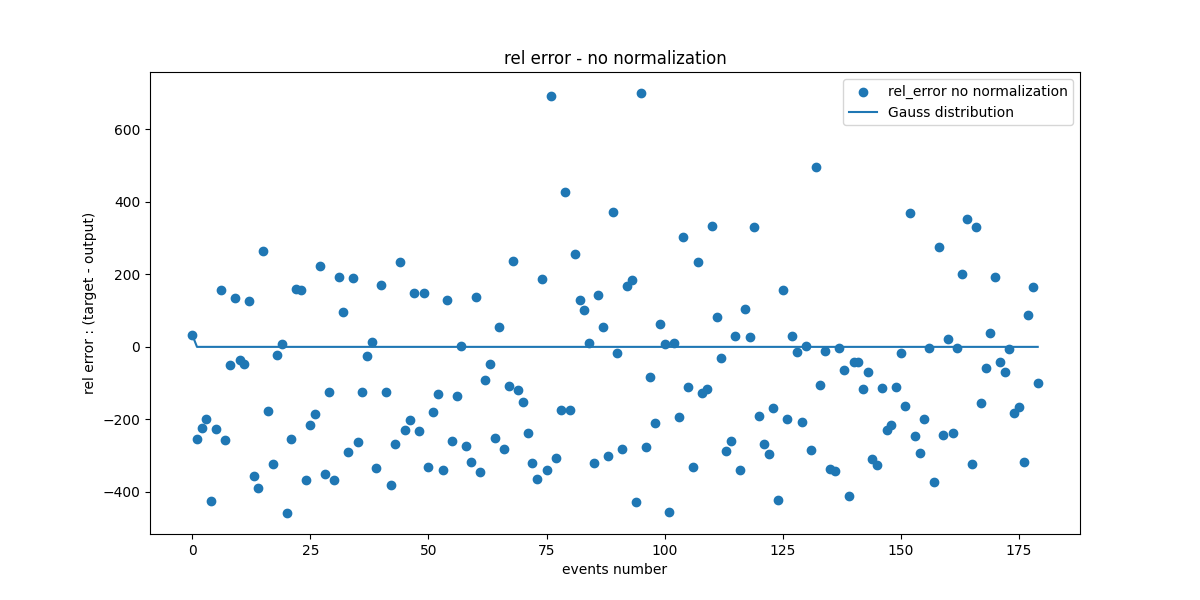 rel error - no normalization
rel_error no normalization
Gauss distribution
rel error : (target - output)
600
400
200
0
−200
−400
0
25
50
75
100
125
150
175
events number